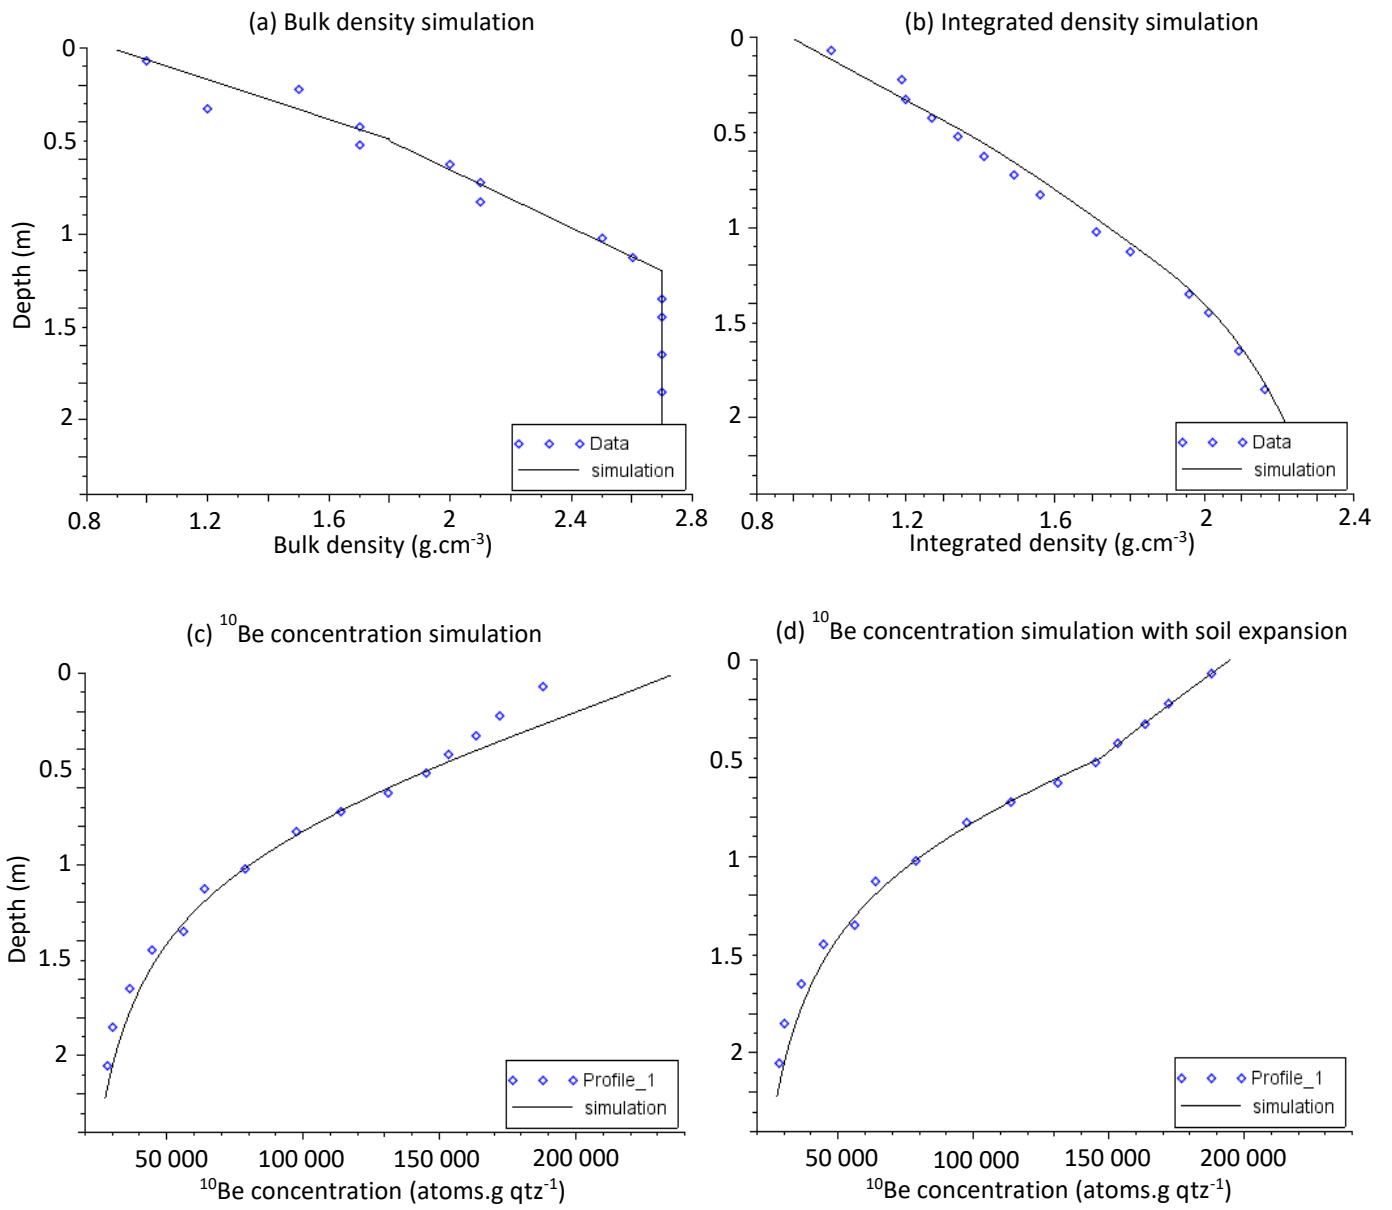 (a) Bulk density simulation
0
0.5
1
1.5
2
Depth (m)
0.8
1.2
1.6
2
2.4
2.8
Bulk density (g.cm-3)
Data
simulation
(b) Integrated density simulation
0
0.5
1
1.5
2
0.8
1.2
1.6
2
2.4
Integrated density (g.cm-3)
Data
simulation
(c) 10Be concentration simulation
0
0.5
1
1.5
2
Depth (m)
50 000
100 000
150 000
200 000
10Be concentration (atoms.g qtz-1)
Profile_1
simulation
(d) 10Be concentration simulation with soil expansion
0
0.5
1
1.5
2
50 000
100 000
150 000
200 000
10Be concentration (atoms.g qtz-1)
Profile_1
simulation